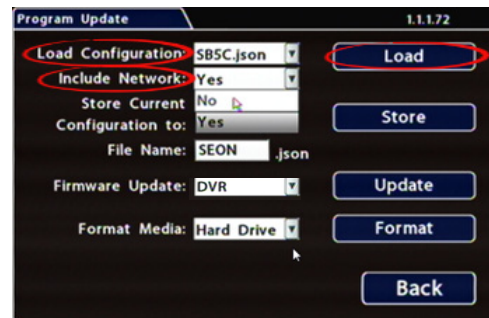 Program Update 1.1.1.72
Load Configuration: SB5C.json Load
Include Network: Yes
No
Store Current
Configuration to: Yes Store
File Name: SEON .json
Firmware Update: DVR Update
Format Media: Hard Drive Format
Back